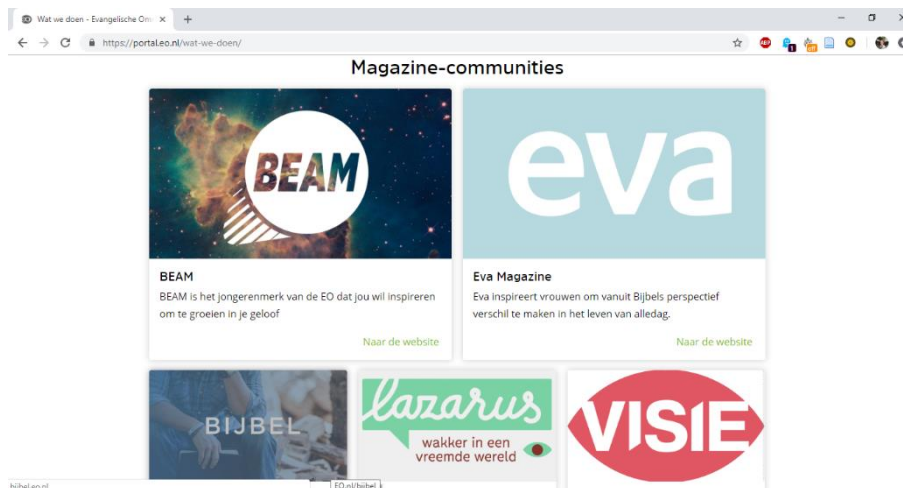 Wat we doen - Evangelische Om
https://portal.eo.nl/wat-we-doen/
Magazine-communities
BEAM
eva
BEAM
BEAM is het jongerenmerk van de EO dat jou wil inspireren
om te groeien in je geloof
Naar de website
Eva Magazine
Eva inspireert vrouwen om vanuit Bijbels perspectief
verschil te maken in het leven van alledag.
Naar de website
BIJBEL
lazarus
wakker in een
vreemde wereld
VISIE
bijbel.eo.nl
EO.nl/bijbel